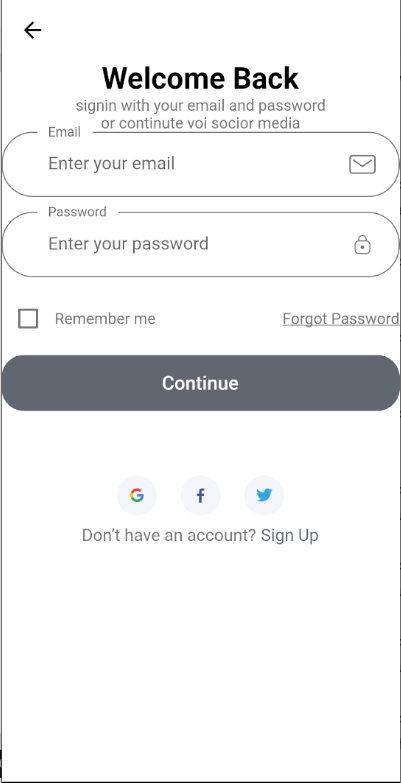 Welcome Back
signin with your email and password
or continute voi socior media
Email
Enter your email
Password
Enter your password
Remember me
Forgot Password
Continue
Don't have an account? Sign Up